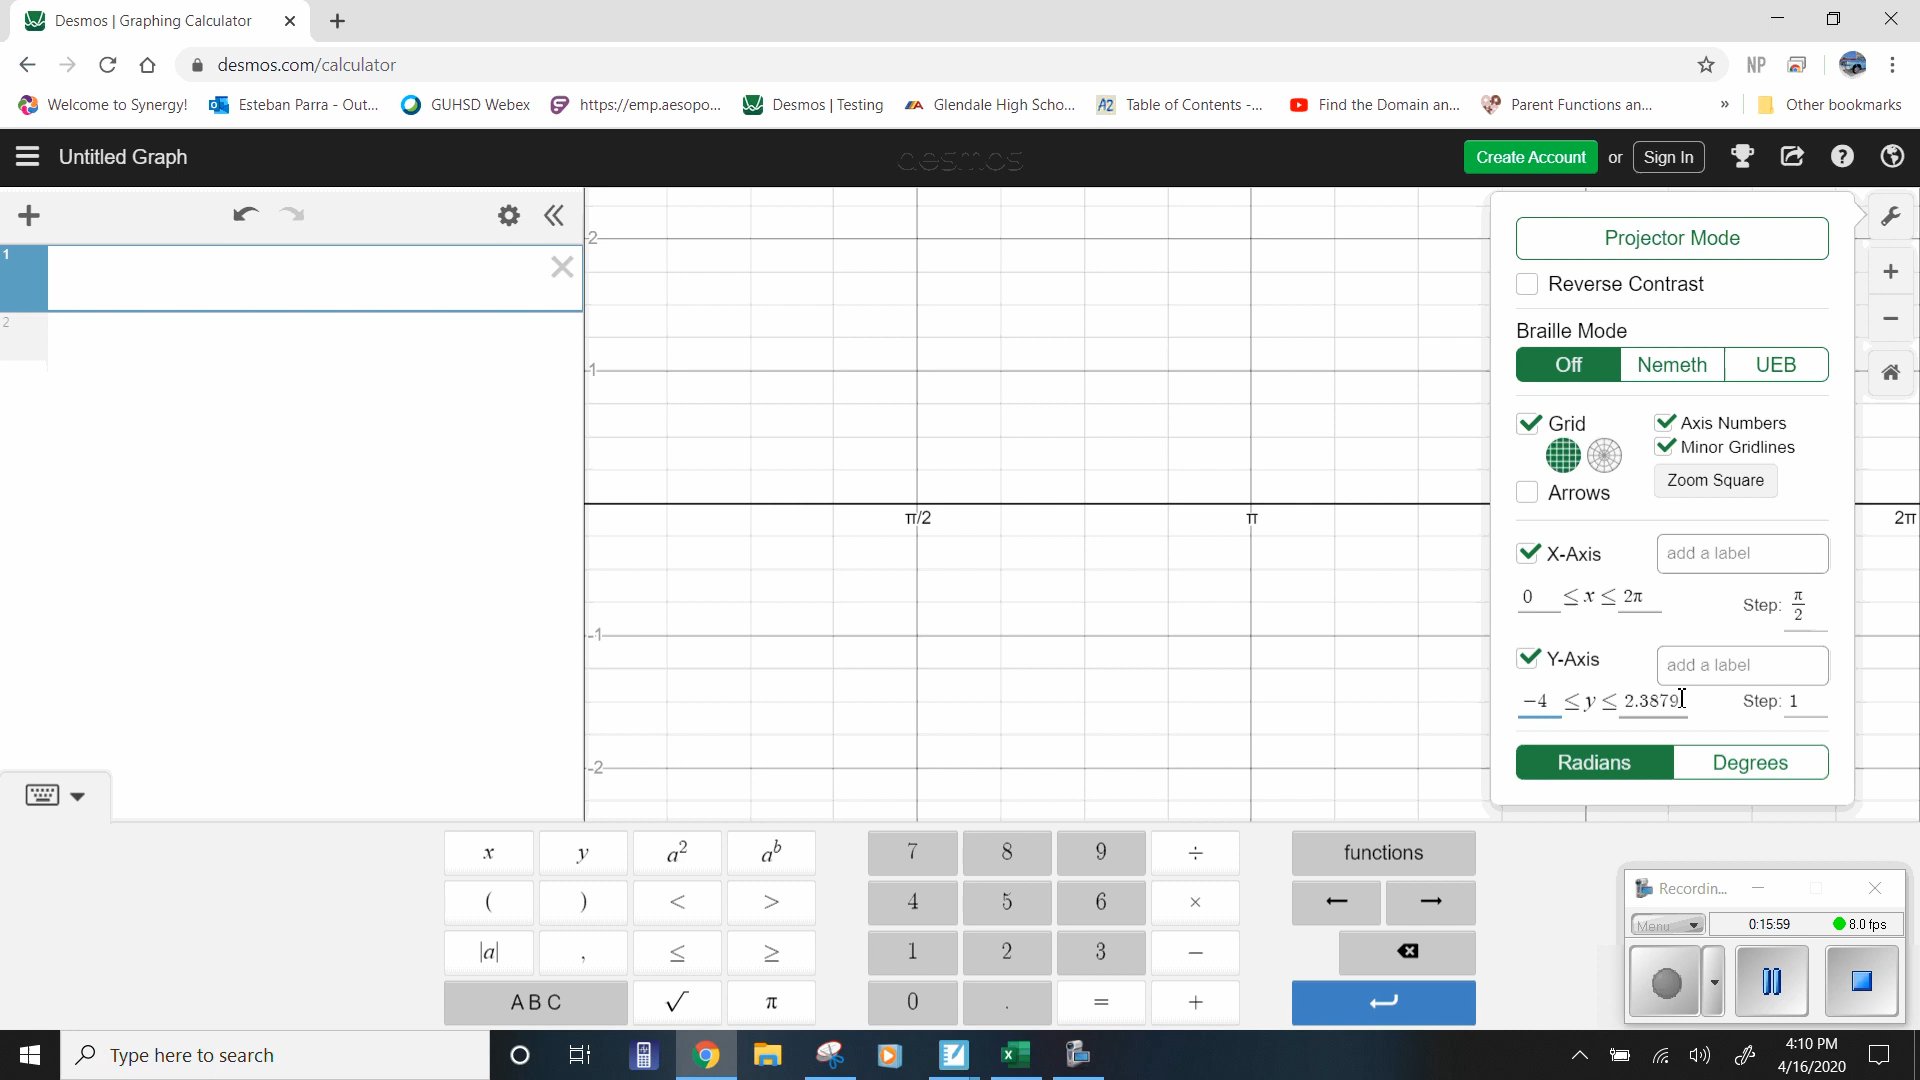 Desmos | Graphing Calculator
desmos.com/calculator
NP
Welcome to Synergy!
Esteban Parra - Out...
GUHSD Webex
https://emp.aesopo...
Desmos | Testing
Glendale High Scho...
A2 Table of Contents -...
Find the Domain an...
Parent Functions an...
» Other bookmarks
Untitled Graph
desmos
Create Account or Sign In
1
2
2
1
-1
-2
π/2
π
2π
Projector Mode
Reverse Contrast
Braille Mode
Off Nemeth UEB
Grid
Axis Numbers
Minor Gridlines
Zoom Square
Arrows
X-Axis add a label
0 ≤ x ≤ 2π Step: π/2
Y-Axis add a label
−4 ≤ y ≤ 2.3879 Step: 1
Radians Degrees
x y a² aᵇ 7 8 9 ÷ functions
( ) < > 4 5 6 × ← →
|a| , ≤ ≥ 1 2 3 −
A B C √ π 0 . = +
Recordin...
Menu 0:15:59 8.0 fps
Type here to search
4:10 PM
4/16/2020